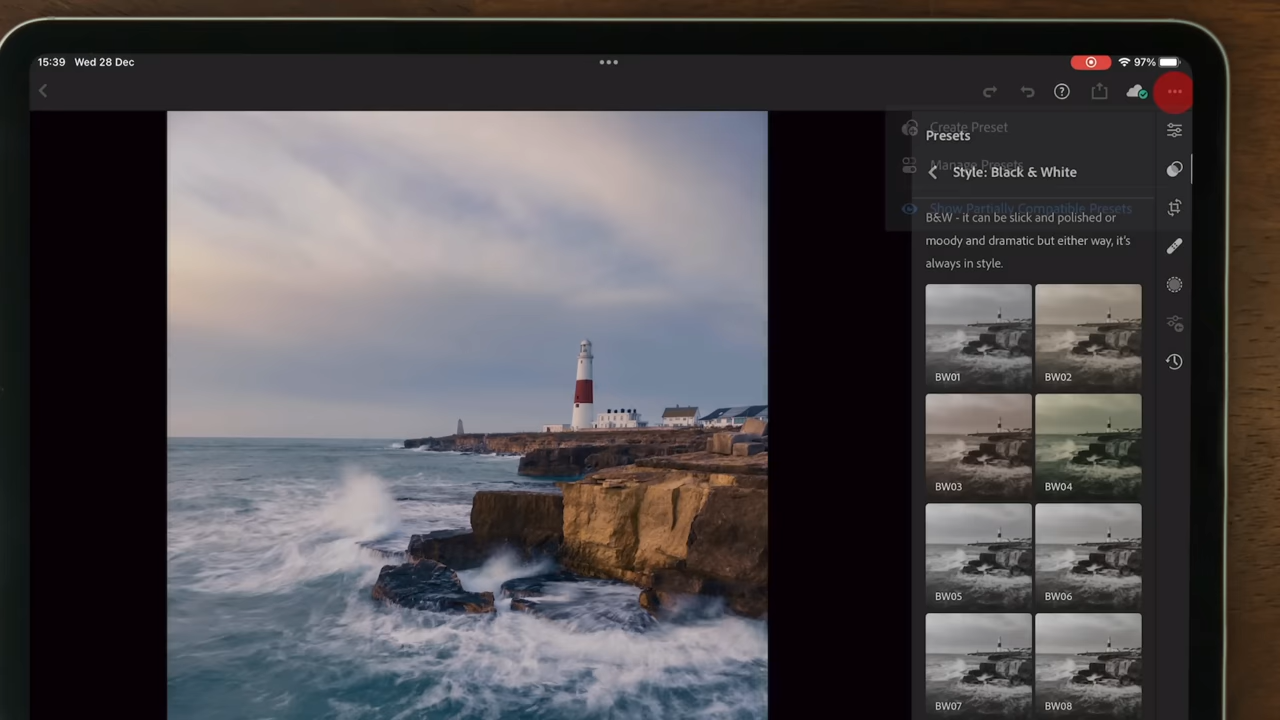 15:39 Wed 28 Dec
97%
Create Preset
Presets
Manage Presets
Style: Black & White
Show Partially Compatible Presets
B&W - it can be slick and polished or
moody and dramatic but either way, it's
always in style.
BW01 BW02
BW03 BW04
BW05 BW06
BW07 BW08